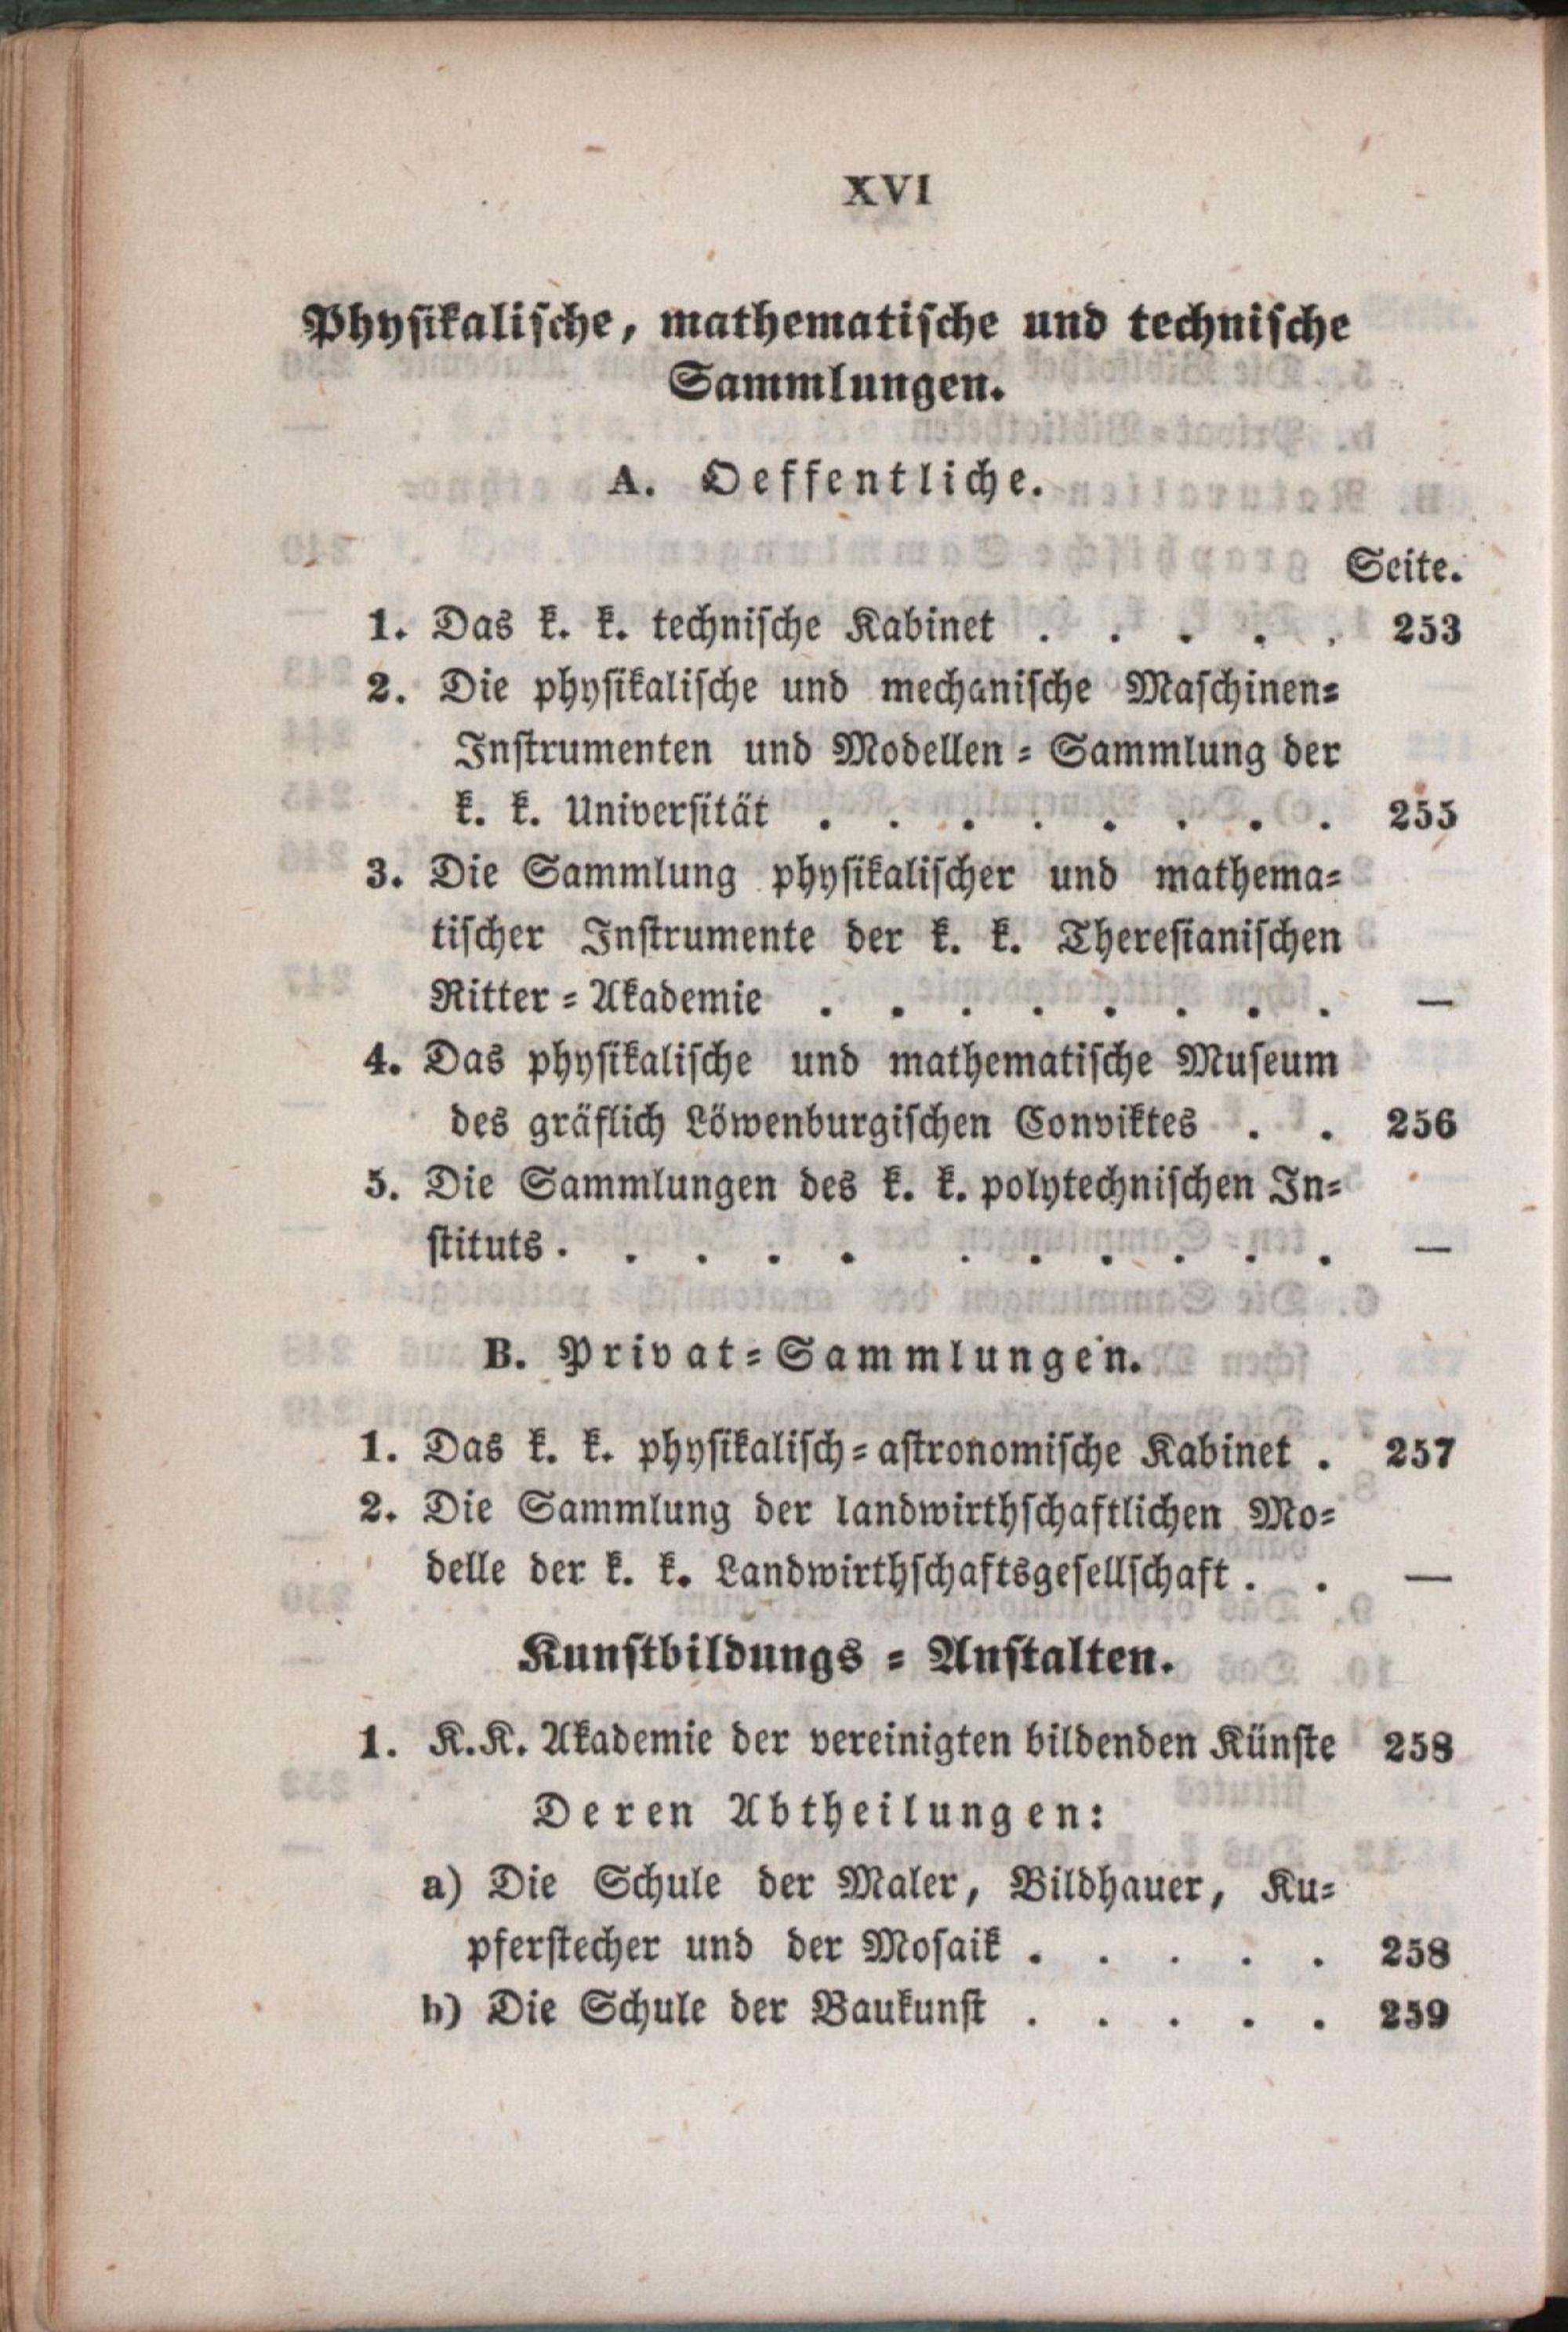 XVI
Physikalische, mathematische und technische
Sammlungen.
A. Oeffentliche.
Seite.
1. Das k. k. technische Kabinet . . . . . 253
2. Die physikalische und mechanische Maschinen-
Instrumenten und Modellen-Sammlung der
k. k. Universität . . . . . . . . 255
3. Die Sammlung physikalischer und mathema-
tischer Instrumente der k. k. Theresianischen
Ritter-Akademie . . . . . . . . —
4. Das physikalische und mathematische Museum
des gräflich Löwenburgischen Conviktes . . 256
5. Die Sammlungen des k. k. polytechnischen In-
stituts . . . . . . . . . . . —
B. Privat-Sammlungen.
1. Das k. k. physikalisch-astronomische Kabinet . 257
2. Die Sammlung der landwirthschaftlichen Mo-
delle der k. k. Landwirthschaftsgesellschaft . . —
Kunstbildungs-Anstalten.
1. K. K. Akademie der vereinigten bildenden Künste 258
Deren Abtheilungen:
a) Die Schule der Maler, Bildhauer, Ku-
pferstecher und der Mosaik . . . . . 258
b) Die Schule der Baukunst . . . . . 259